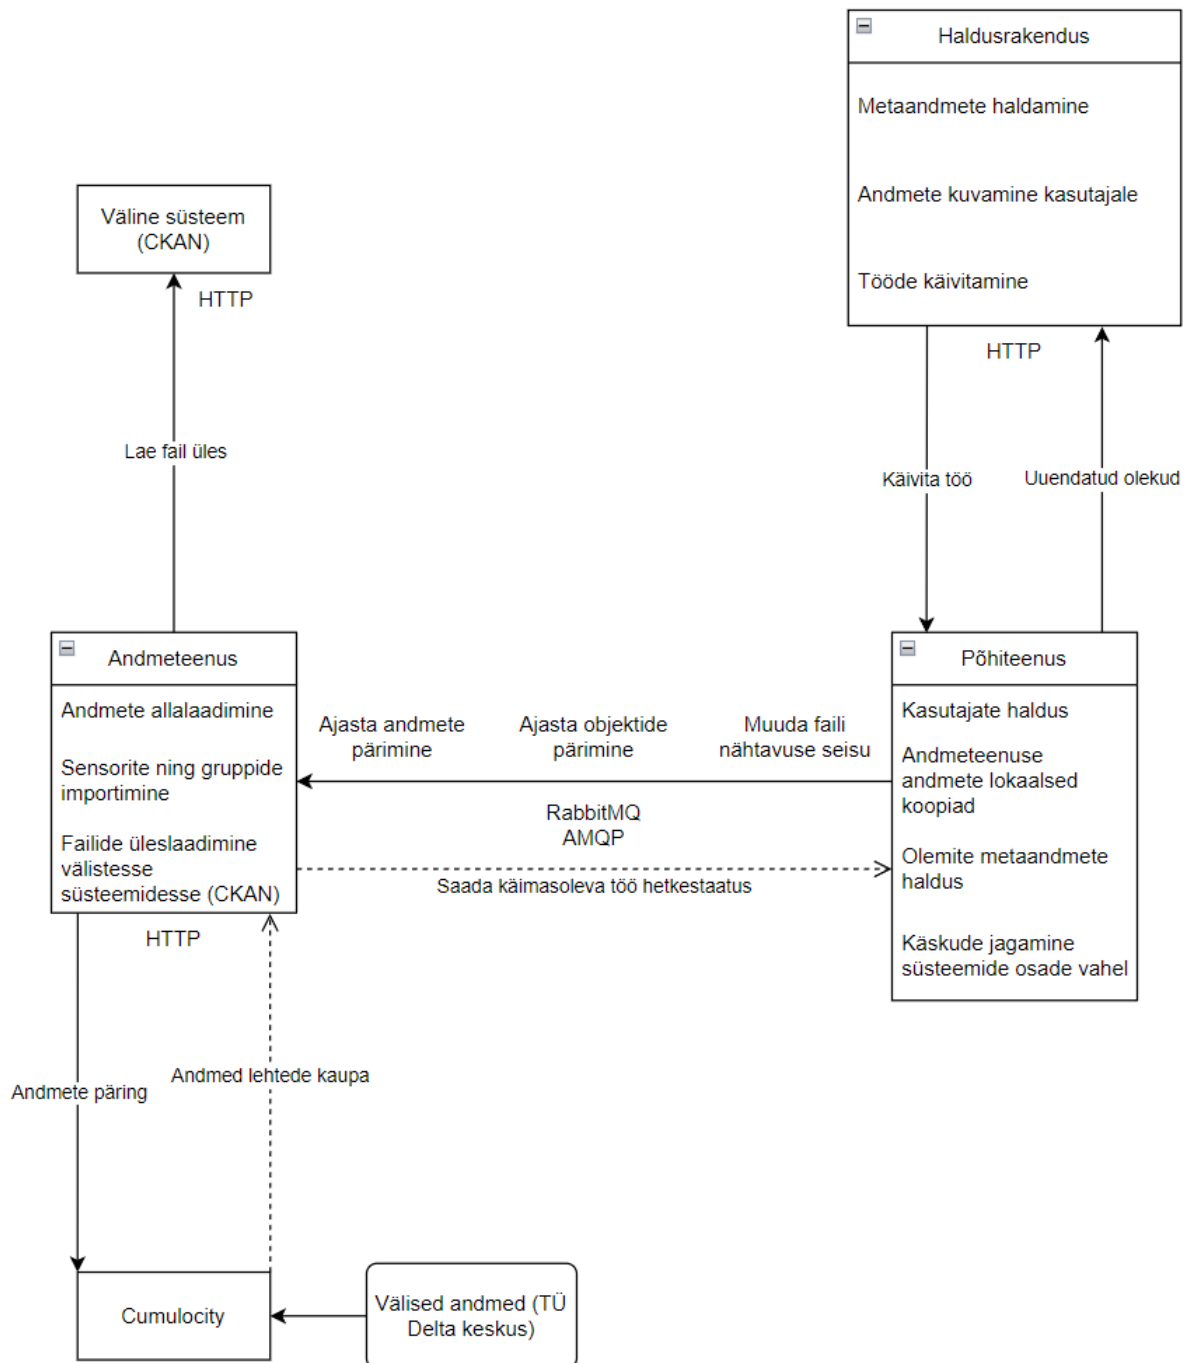 Haldusrakendus
Metaandmete haldamine
Andmete kuvamine kasutajale
Tööde käivitamine
HTTP
Väline süsteem
(CKAN)
HTTP
Lae fail üles
Käivita töö
Uuendatud olekud
Andmeteenus
Andmete allalaadimine
Sensorite ning gruppide
importimine
Failide üleslaadimine
välistesse
süsteemidesse (CKAN)
HTTP
Ajasta andmete
pärimine
Ajasta objektide
pärimine
Muuda faili
nähtavuse seisu
RabbitMQ
AMQP
Saada käimasoleva töö hetkestaatus
Põhiteenus
Kasutajate haldus
Andmeteenuse
andmete lokaalsed
koopiad
Olemite metaandmete
haldus
Käskude jagamine
süsteemide osade vahel
Andmete päring
Andmed lehtede kaupa
Cumulocity
Välised andmed (TÜ
Delta keskus)